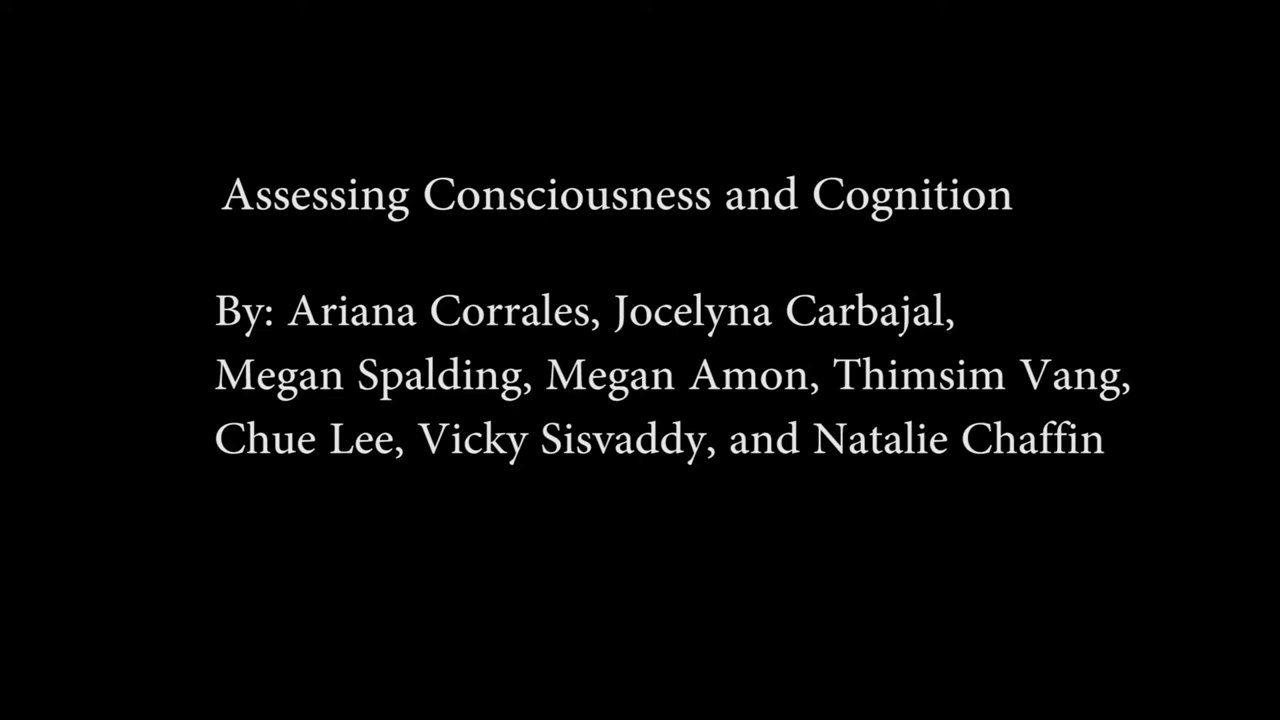 Assessing Consciousness and Cognition
By: Ariana Corrales, Jocelyna Carbajal,
Megan Spalding, Megan Amon, Thimsim Vang,
Chue Lee, Vicky Sisvaddy, and Natalie Chaffin